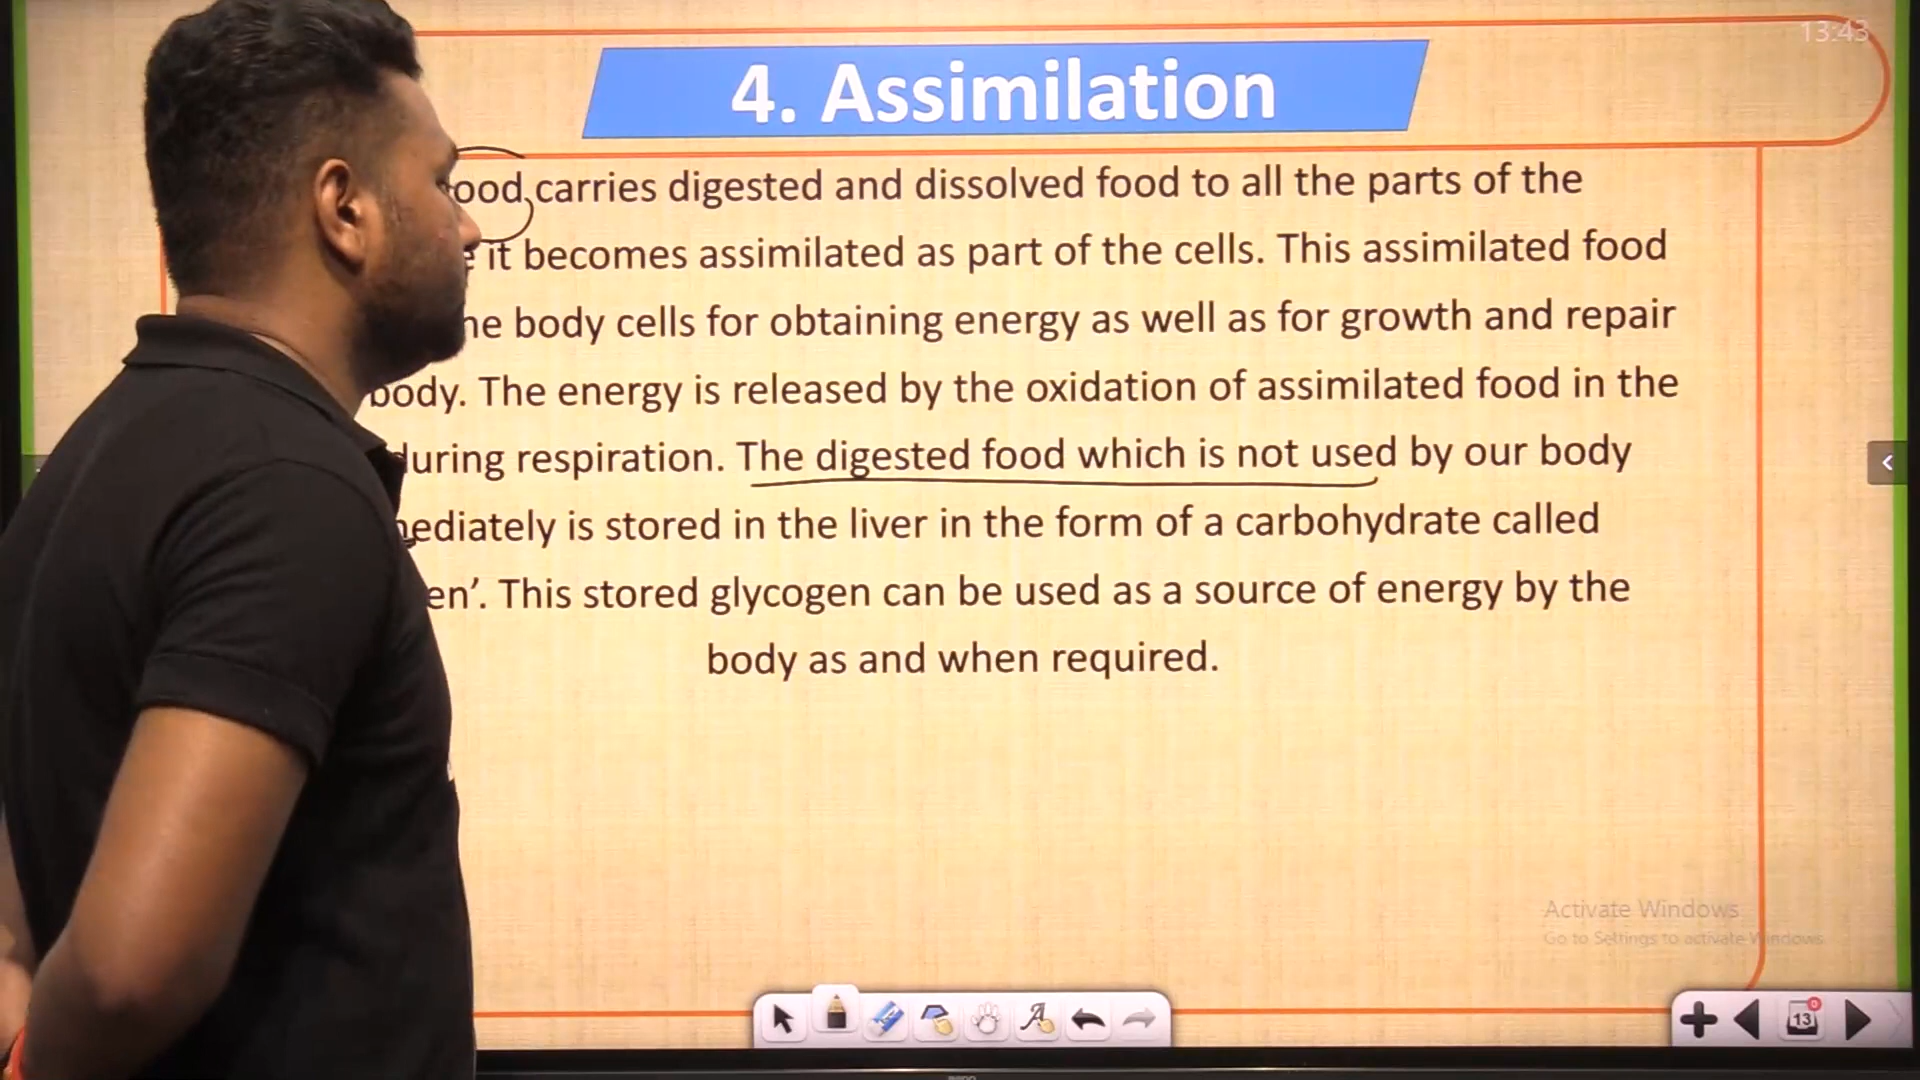 13:43
4. Assimilation
carries digested and dissolved food to all the parts of the
it becomes assimilated as part of the cells. This assimilated food
body cells for obtaining energy as well as for growth and repair
body. The energy is released by the oxidation of assimilated food in the
during respiration. The digested food which is not used by our body
is stored in the liver in the form of a carbohydrate called
This stored glycogen can be used as a source of energy by the
body as and when required.
Activate Windows
Go to Settings to activate Windows.
13